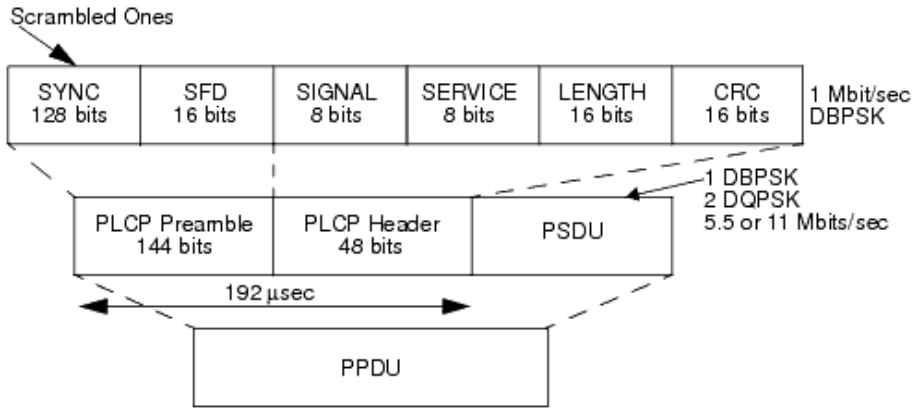 Scrambled Ones
SYNC
128 bits
SFD
16 bits
SIGNAL
8 bits
SERVICE
8 bits
LENGTH
16 bits
CRC
16 bits
1 Mbit/sec
DBPSK
PLCP Preamble
144 bits
PLCP Header
48 bits
PSDU
1 DBPSK
2 DQPSK
5.5 or 11 Mbits/sec
192 μsec
PPDU